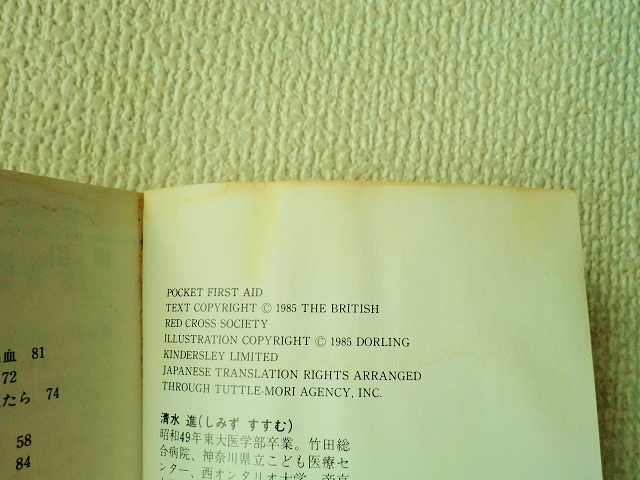 血 81
72
たら 74
58
84
POCKET FIRST AID
TEXT COPYRIGHT © 1985 THE BRITISH
RED CROSS SOCIETY
ILLUSTRATION COPYRIGHT © 1985 DORLING
KINDERSLEY LIMITED
JAPANESE TRANSLATION RIGHTS ARRANGED
THROUGH TUTTLE-MORI AGENCY, INC.
清水 進(しみず すすむ)
昭和49年東大医学部卒業。竹田総
合病院、神奈川県立こども医療セ
ンター、西オンタリオ大学、帝京